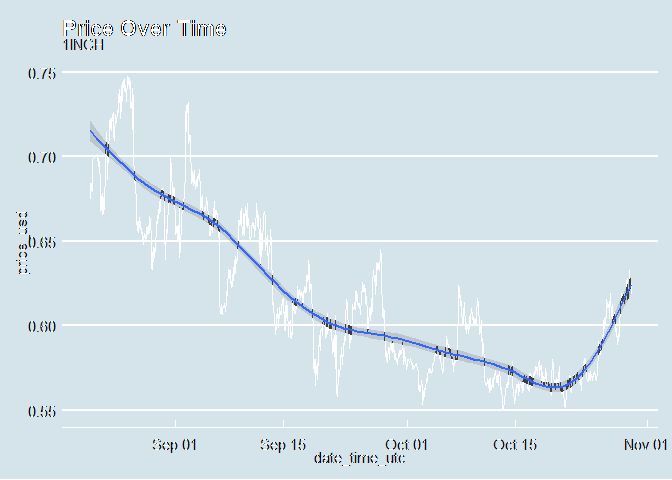 Price Over Time
1INCH
0.75
0.70
0.65
0.60
0.55
price_usd
Sep 01 Sep 15 Oct 01 Oct 15 Nov 01
date_time_utc